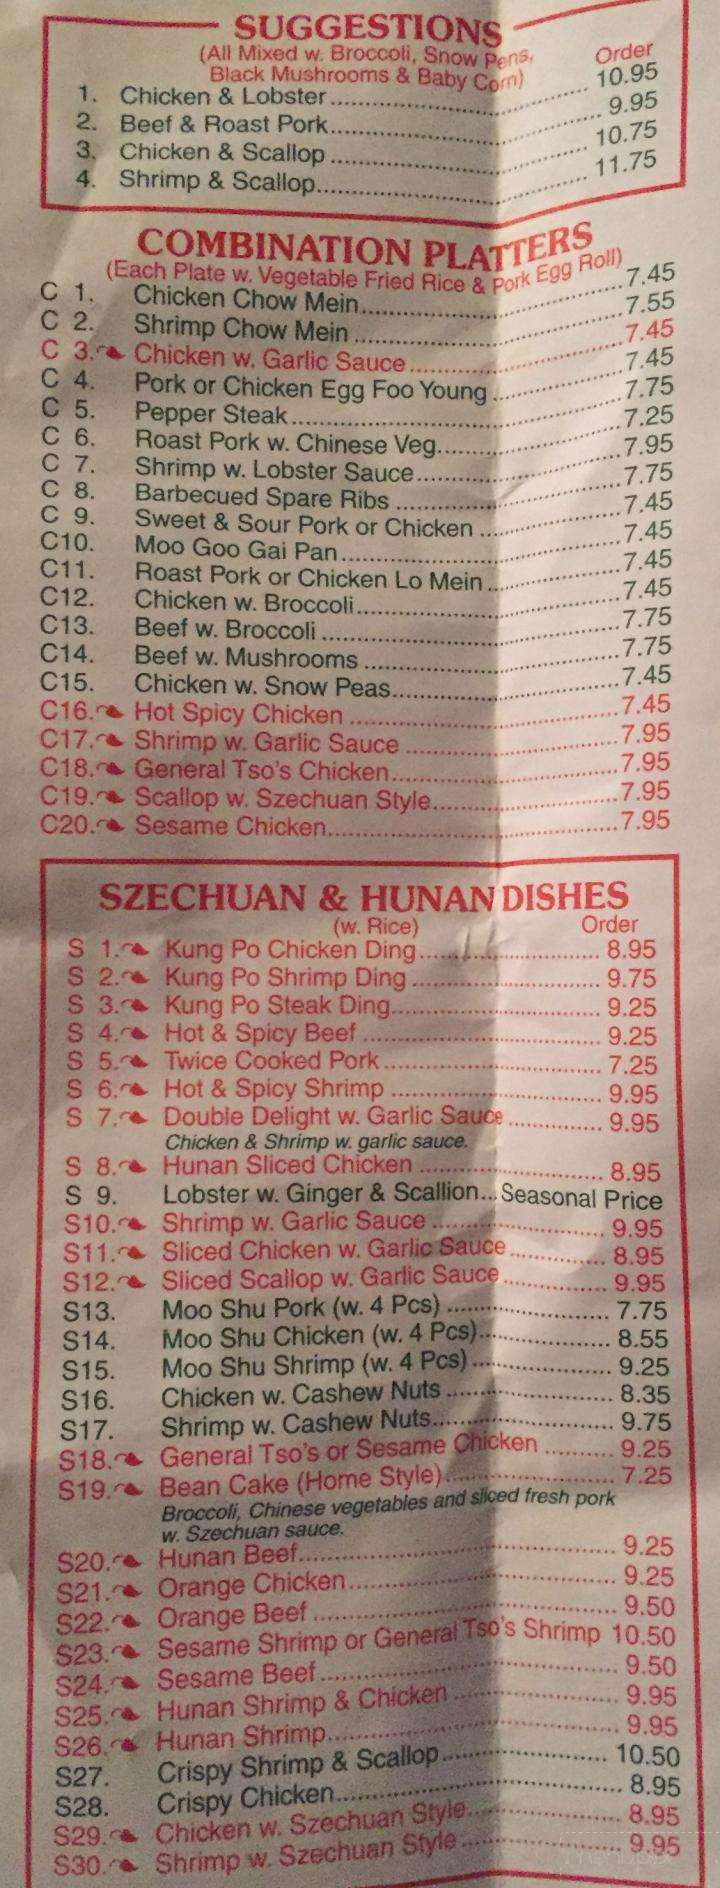 SUGGESTIONS
(All Mixed w. Broccoli, Snow Pens, Order
Black Mushrooms & Baby Corn)
1. Chicken & Lobster 10.95
2. Beef & Roast Pork 9.95
3. Chicken & Scallop 10.75
4. Shrimp & Scallop 11.75
COMBINATION PLATTERS
(Each Plate w. Vegetable Fried Rice & Pork Egg Roll)
C 1. Chicken Chow Mein 7.45
C 2. Shrimp Chow Mein 7.55
C 3. Chicken w. Garlic Sauce 7.45
C 4. Pork or Chicken Egg Foo Young 7.45
C 5. Pepper Steak 7.75
C 6. Roast Pork w. Chinese Veg. 7.25
C 7. Shrimp w. Lobster Sauce 7.95
C 8. Barbecued Spare Ribs 7.75
C 9. Sweet & Sour Pork or Chicken 7.45
C10. Moo Goo Gai Pan 7.45
C11. Roast Pork or Chicken Lo Mein 7.45
C12. Chicken w. Broccoli 7.45
C13. Beef w. Broccoli 7.75
C14. Beef w. Mushrooms 7.75
C15. Chicken w. Snow Peas 7.45
C16. Hot Spicy Chicken 7.45
C17. Shrimp w. Garlic Sauce 7.95
C18. General Tso's Chicken 7.95
C19. Scallop w. Szechuan Style 7.95
C20. Sesame Chicken 7.95
SZECHUAN & HUNAN DISHES
(w. Rice) Order
S 1. Kung Po Chicken Ding 8.95
S 2. Kung Po Shrimp Ding 9.75
S 3. Kung Po Steak Ding 9.25
S 4. Hot & Spicy Beef 9.25
S 5. Twice Cooked Pork 7.25
S 6. Hot & Spicy Shrimp 9.95
S 7. Double Delight w. Garlic Sauce 9.95
Chicken & Shrimp w. garlic sauce.
S 8. Hunan Sliced Chicken 8.95
S 9. Lobster w. Ginger & Scallion... Seasonal Price
S10. Shrimp w. Garlic Sauce 9.95
S11. Sliced Chicken w. Garlic Sauce 8.95
S12. Sliced Scallop w. Garlic Sauce 9.95
S13. Moo Shu Pork (w. 4 Pcs) 7.75
S14. Moo Shu Chicken (w. 4 Pcs) 8.55
S15. Moo Shu Shrimp (w. 4 Pcs) 9.25
S16. Chicken w. Cashew Nuts 8.35
S17. Shrimp w. Cashew Nuts 9.75
S18. General Tso's or Sesame Chicken 9.25
S19. Bean Cake (Home Style) 7.25
Broccoli, Chinese vegetables and sliced fresh pork
w. Szechuan sauce.
S20. Hunan Beef 9.25
S21. Orange Chicken 9.25
S22. Orange Beef 9.50
S23. Sesame Shrimp or General Tso's Shrimp 10.50
S24. Sesame Beef 9.50
S25. Hunan Shrimp & Chicken 9.95
S26. Hunan Shrimp 9.95
S27. Crispy Shrimp & Scallop 10.50
S28. Crispy Chicken 8.95
S29. Chicken w. Szechuan Style 8.95
S30. Shrimp w. Szechuan Style 9.95